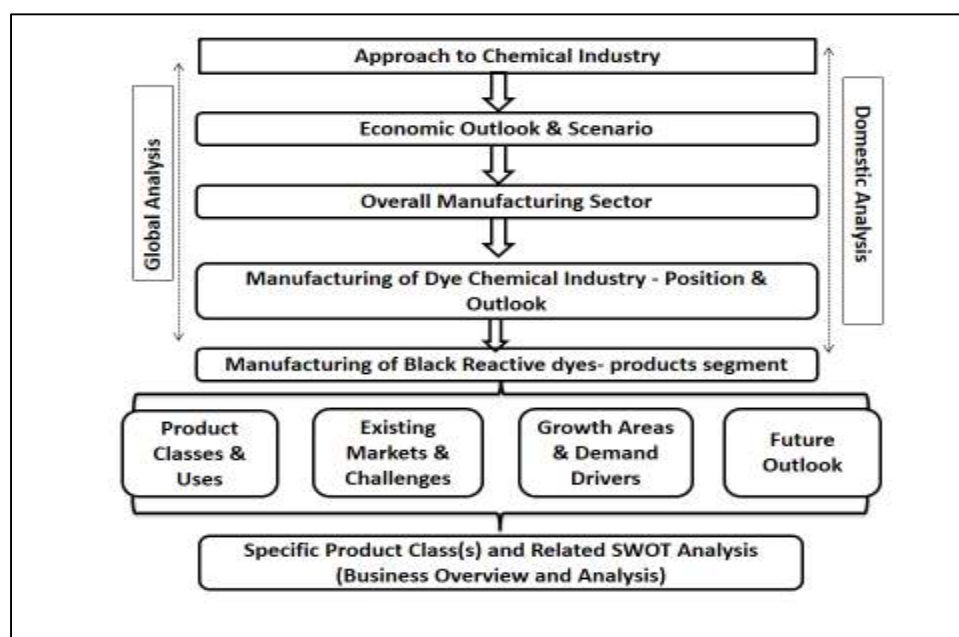 Approach to Chemical Industry
Economic Outlook & Scenario
Overall Manufacturing Sector
Global Analysis
Domestic Analysis
Manufacturing of Dye Chemical Industry - Position &
Outlook
Manufacturing of Black Reactive dyes- products segment
Product
Classes &
Uses
Existing
Markets &
Challenges
Growth Areas
& Demand
Drivers
Future
Outlook
Specific Product Class(s) and Related SWOT Analysis
(Business Overview and Analysis)